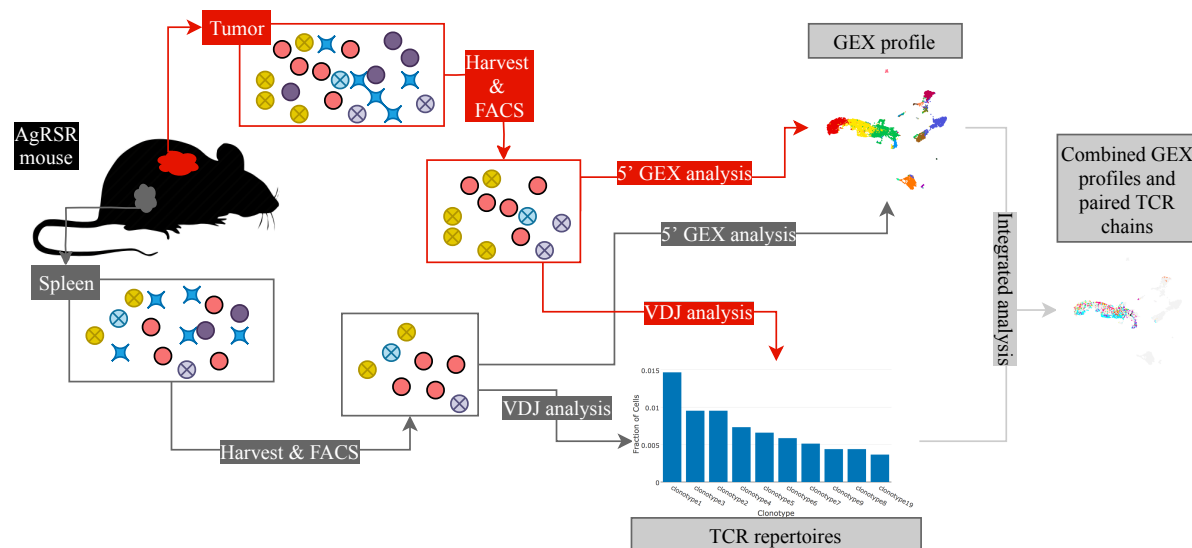 Tumor
Harvest
&
FACS
GEX profile
AgRSR
mouse
5’ GEX analysis
Combined GEX
profiles and
paired TCR
chains
5’ GEX analysis
Integrated analysis
Spleen
VDJ analysis
VDJ analysis
Harvest & FACS
Fraction of Cells
0.015
0.01
0.005
0
clonotype1
clonotype3
clonotype2
clonotype4
clonotype5
clonotype6
clonotype7
clonotype9
clonotype8
clonotype19
Clonotype
TCR repertoires